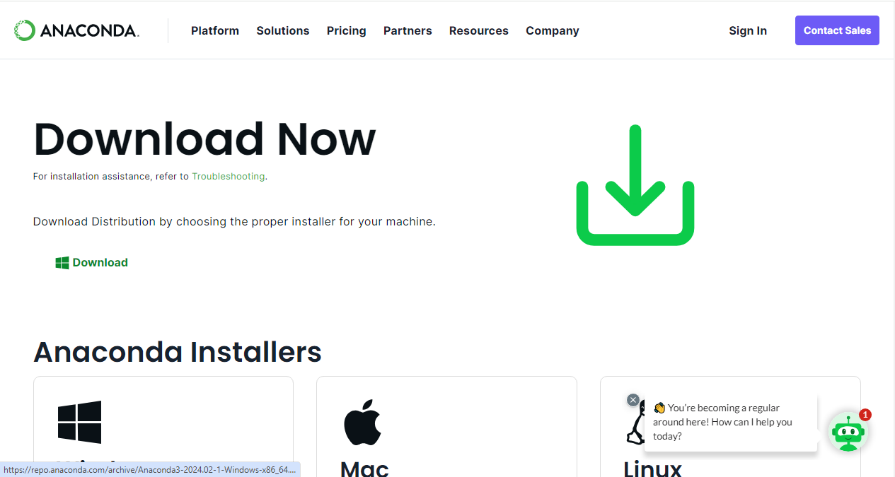 ANACONDA.
Platform Solutions Pricing Partners Resources Company
Sign In
Contact Sales
Download Now
For installation assistance, refer to Troubleshooting.
Download Distribution by choosing the proper installer for your machine.
Download
Anaconda Installers
Mac
Linux
👋 You're becoming a regular
around here! How can I help you
today?
1
https://repo.anaconda.com/archive/Anaconda3-2024.02-1-Windows-x86_64....